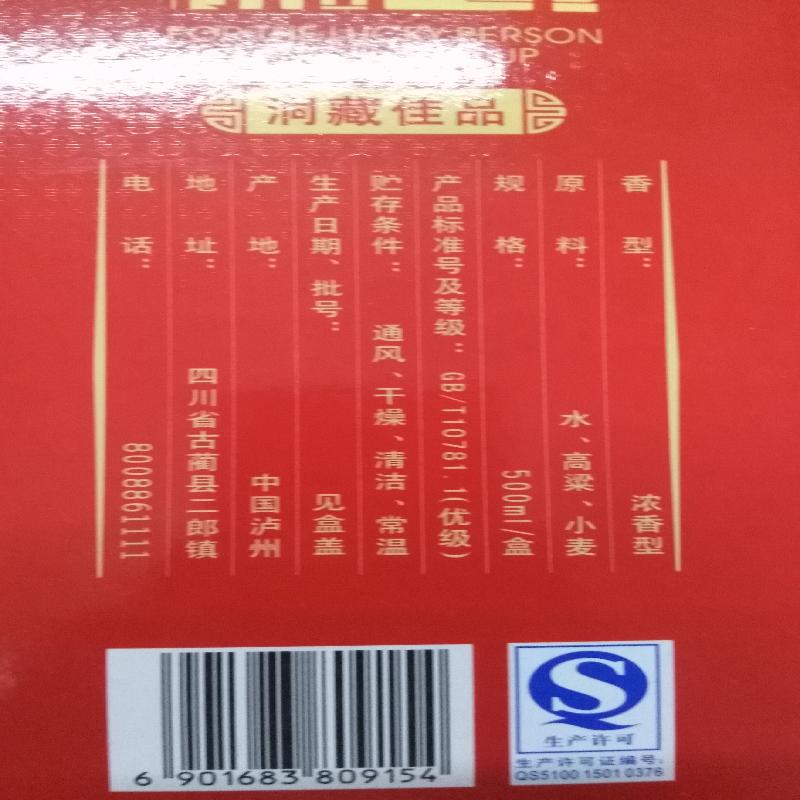 FOR THE LUCKY PERSON
UP
洞藏佳品
香型：浓香型
原料：水、高粱、小麦
规格：500ml/盒
产品标准号及等级：GB/T10781.1(优级)
贮存条件：通风、干燥、清洁、常温
生产日期、批号：见盒盖
产地：中国泸州
地址：四川省古蔺县二郎镇
电话：8008861111
6 901683 809154
生产许可
生产许可证编号：
QS5100 1501 0376